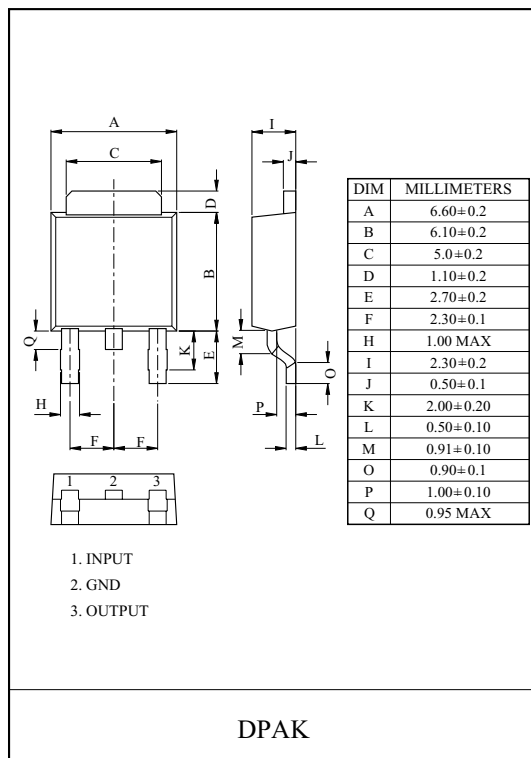 A
C
I
J
D
B
Q
K
E
M
O
H
P
L
F F
1 2 3
1. INPUT
2. GND
3. OUTPUT
DIM MILLIMETERS
A 6.60±0.2
B 6.10±0.2
C 5.0±0.2
D 1.10±0.2
E 2.70±0.2
F 2.30±0.1
H 1.00 MAX
I 2.30±0.2
J 0.50±0.1
K 2.00±0.20
L 0.50±0.10
M 0.91±0.10
O 0.90±0.1
P 1.00±0.10
Q 0.95 MAX
DPAK